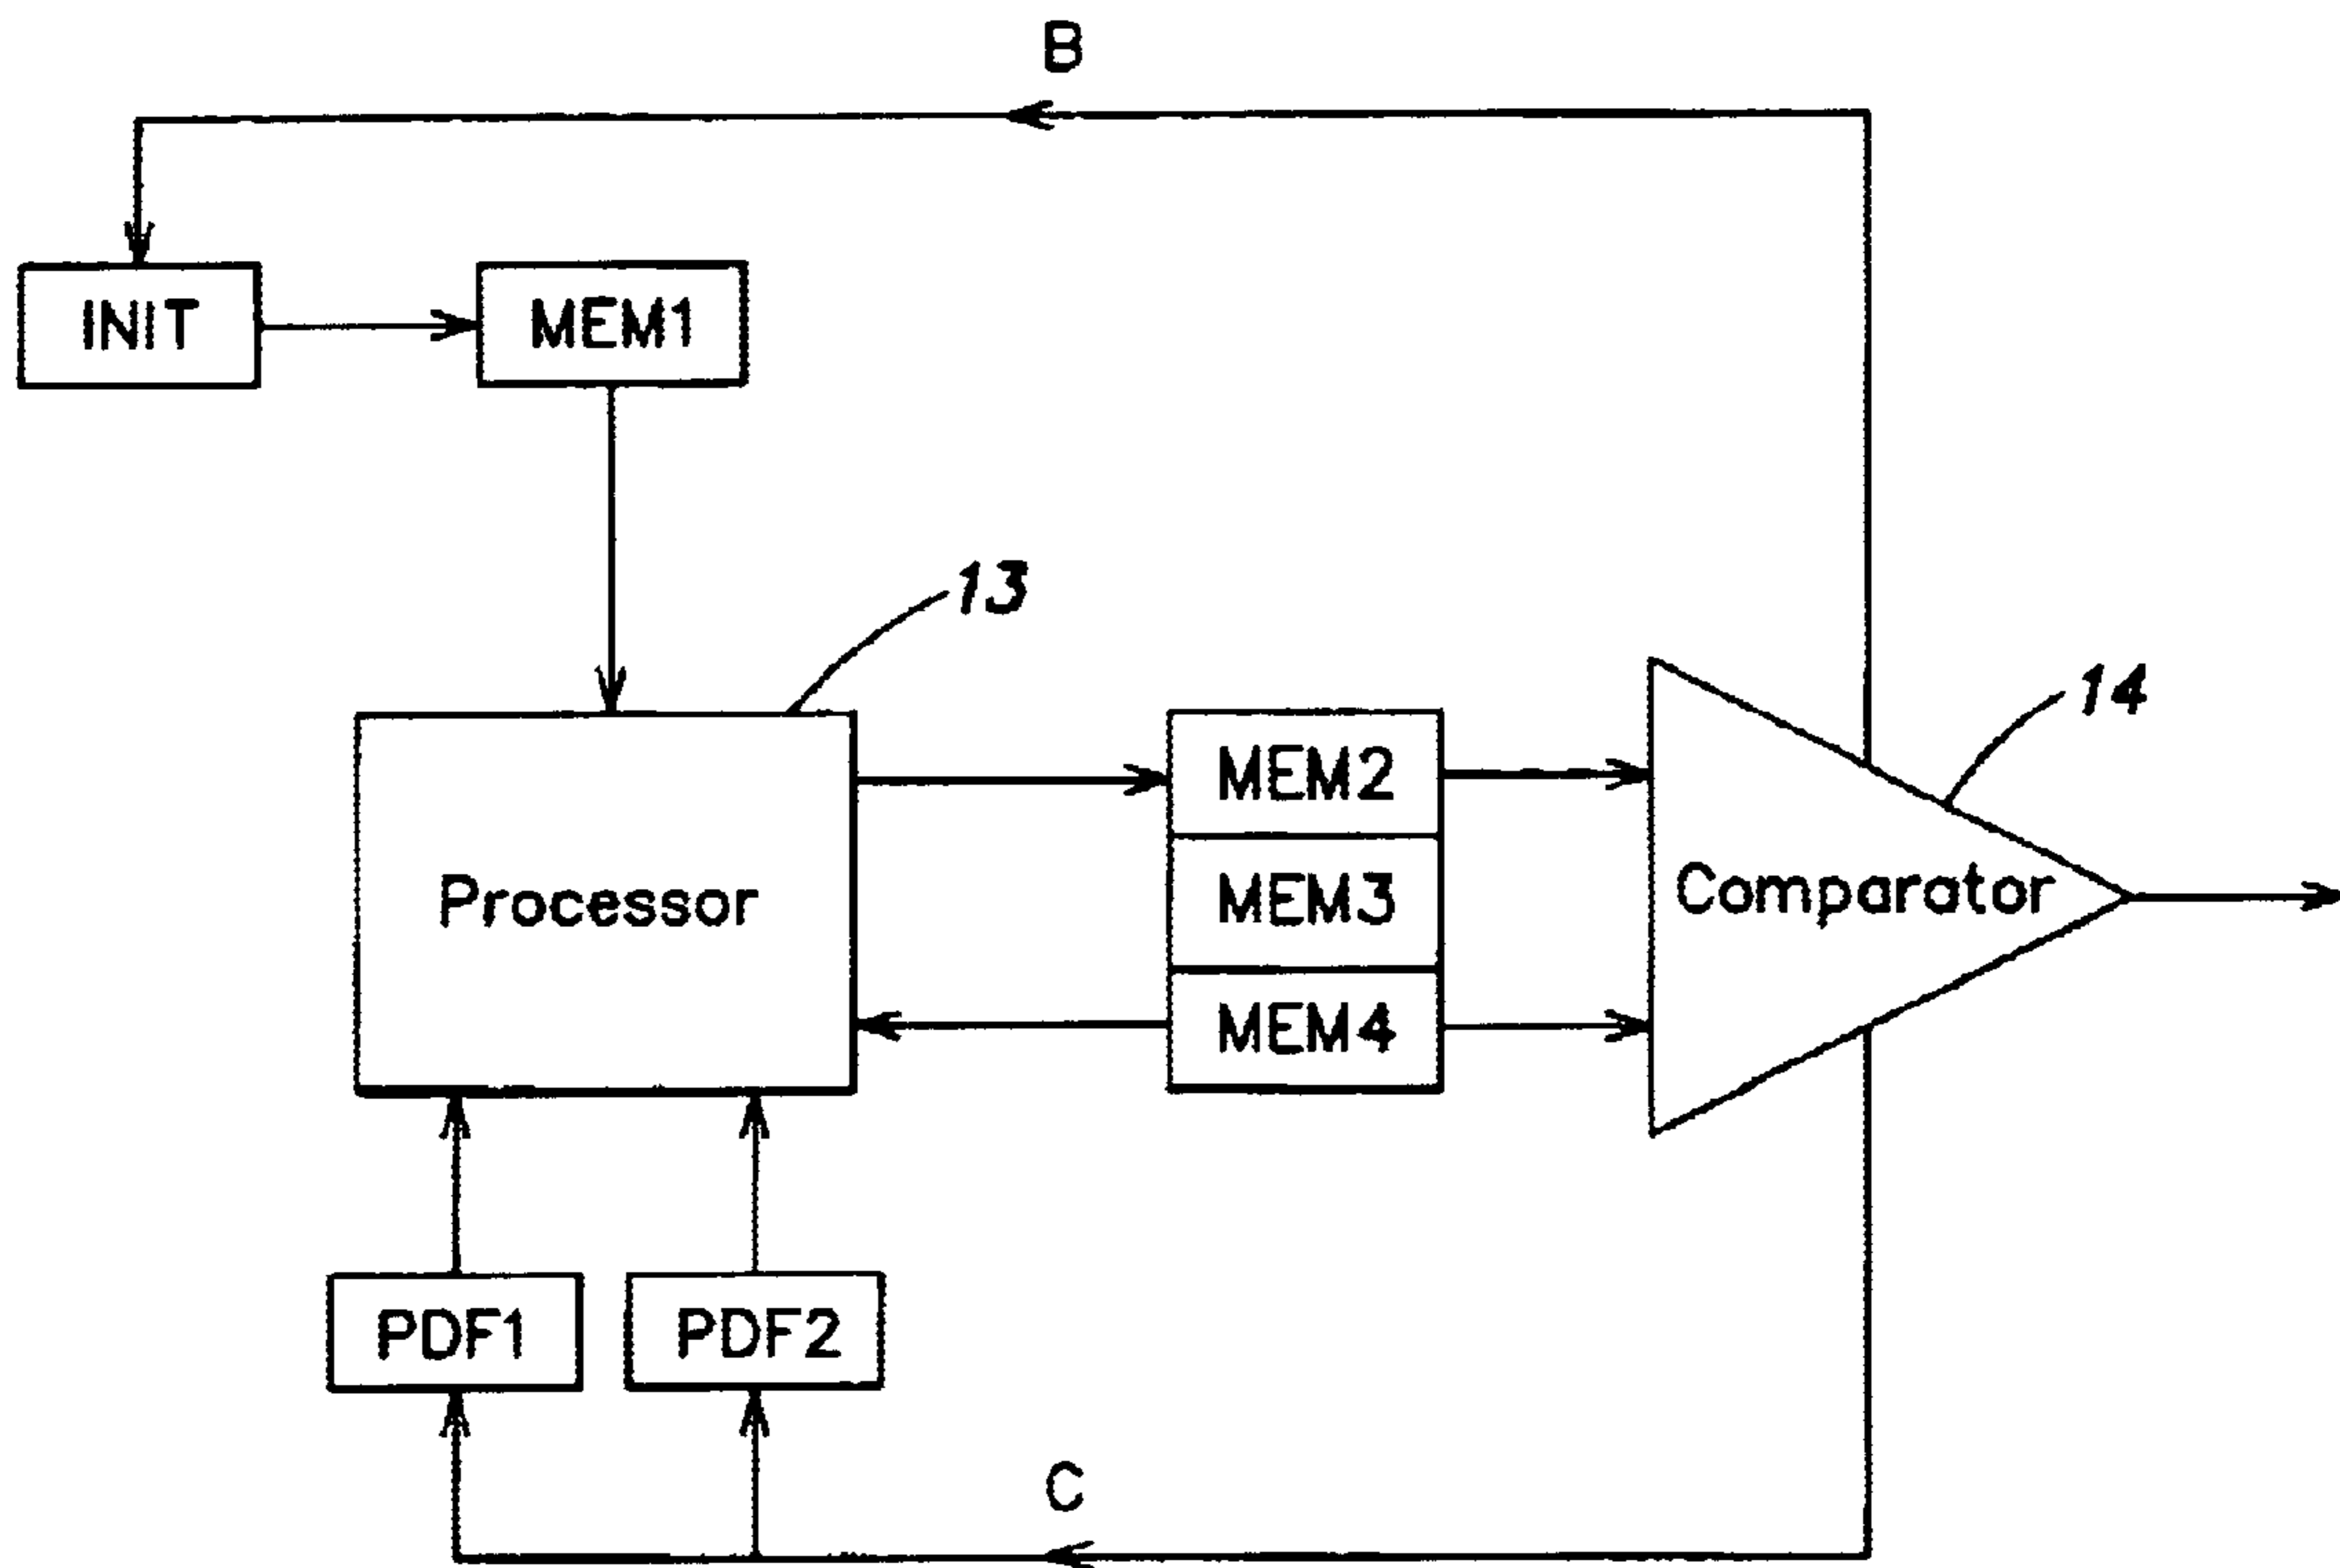 B
INIT
MEM1
13
14
MEM2
Processor
MEM3
Comparator
MEM4
PDF1
PDF2
C